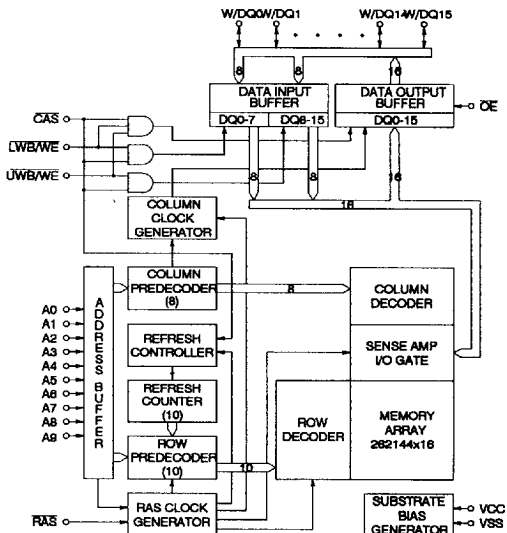 W/DQ0 W/DQ1 W/DQ14 W/DQ15
8 8 16
DATA INPUT
BUFFER
DQ0-7 DQ8-15
DATA OUTPUT
BUFFER
DQ0-15
OE
CAS
LWB/WE
UWB/WE
8 8 16
16
COLUMN
CLOCK
GENERATOR
COLUMN
PREDECODER
(8)
8
COLUMN
DECODER
A0
A1
A2
A3
A4
A5
A6
A7
A8
A9
ADDRESS BUFFER
REFRESH
CONTROLLER
SENSE AMP
I/O GATE
REFRESH
COUNTER
(10)
ROW
PREDECODER
(10)
10
ROW
DECODER
MEMORY
ARRAY
262144x16
RAS
RAS CLOCK
GENERATOR
SUBSTRATE
BIAS
GENERATOR
VCC
VSS